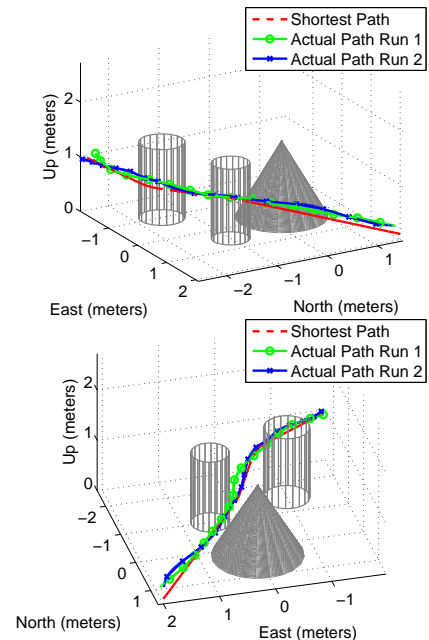 Shortest Path
Actual Path Run 1
Actual Path Run 2
2
1
0
Up (meters)
−1
0
1
2
−2
−1
0
1
East (meters)
North (meters)
Shortest Path
Actual Path Run 1
Actual Path Run 2
2
1
0
Up (meters)
−2
−1
0
1
2
1
0
−1
North (meters)
East (meters)